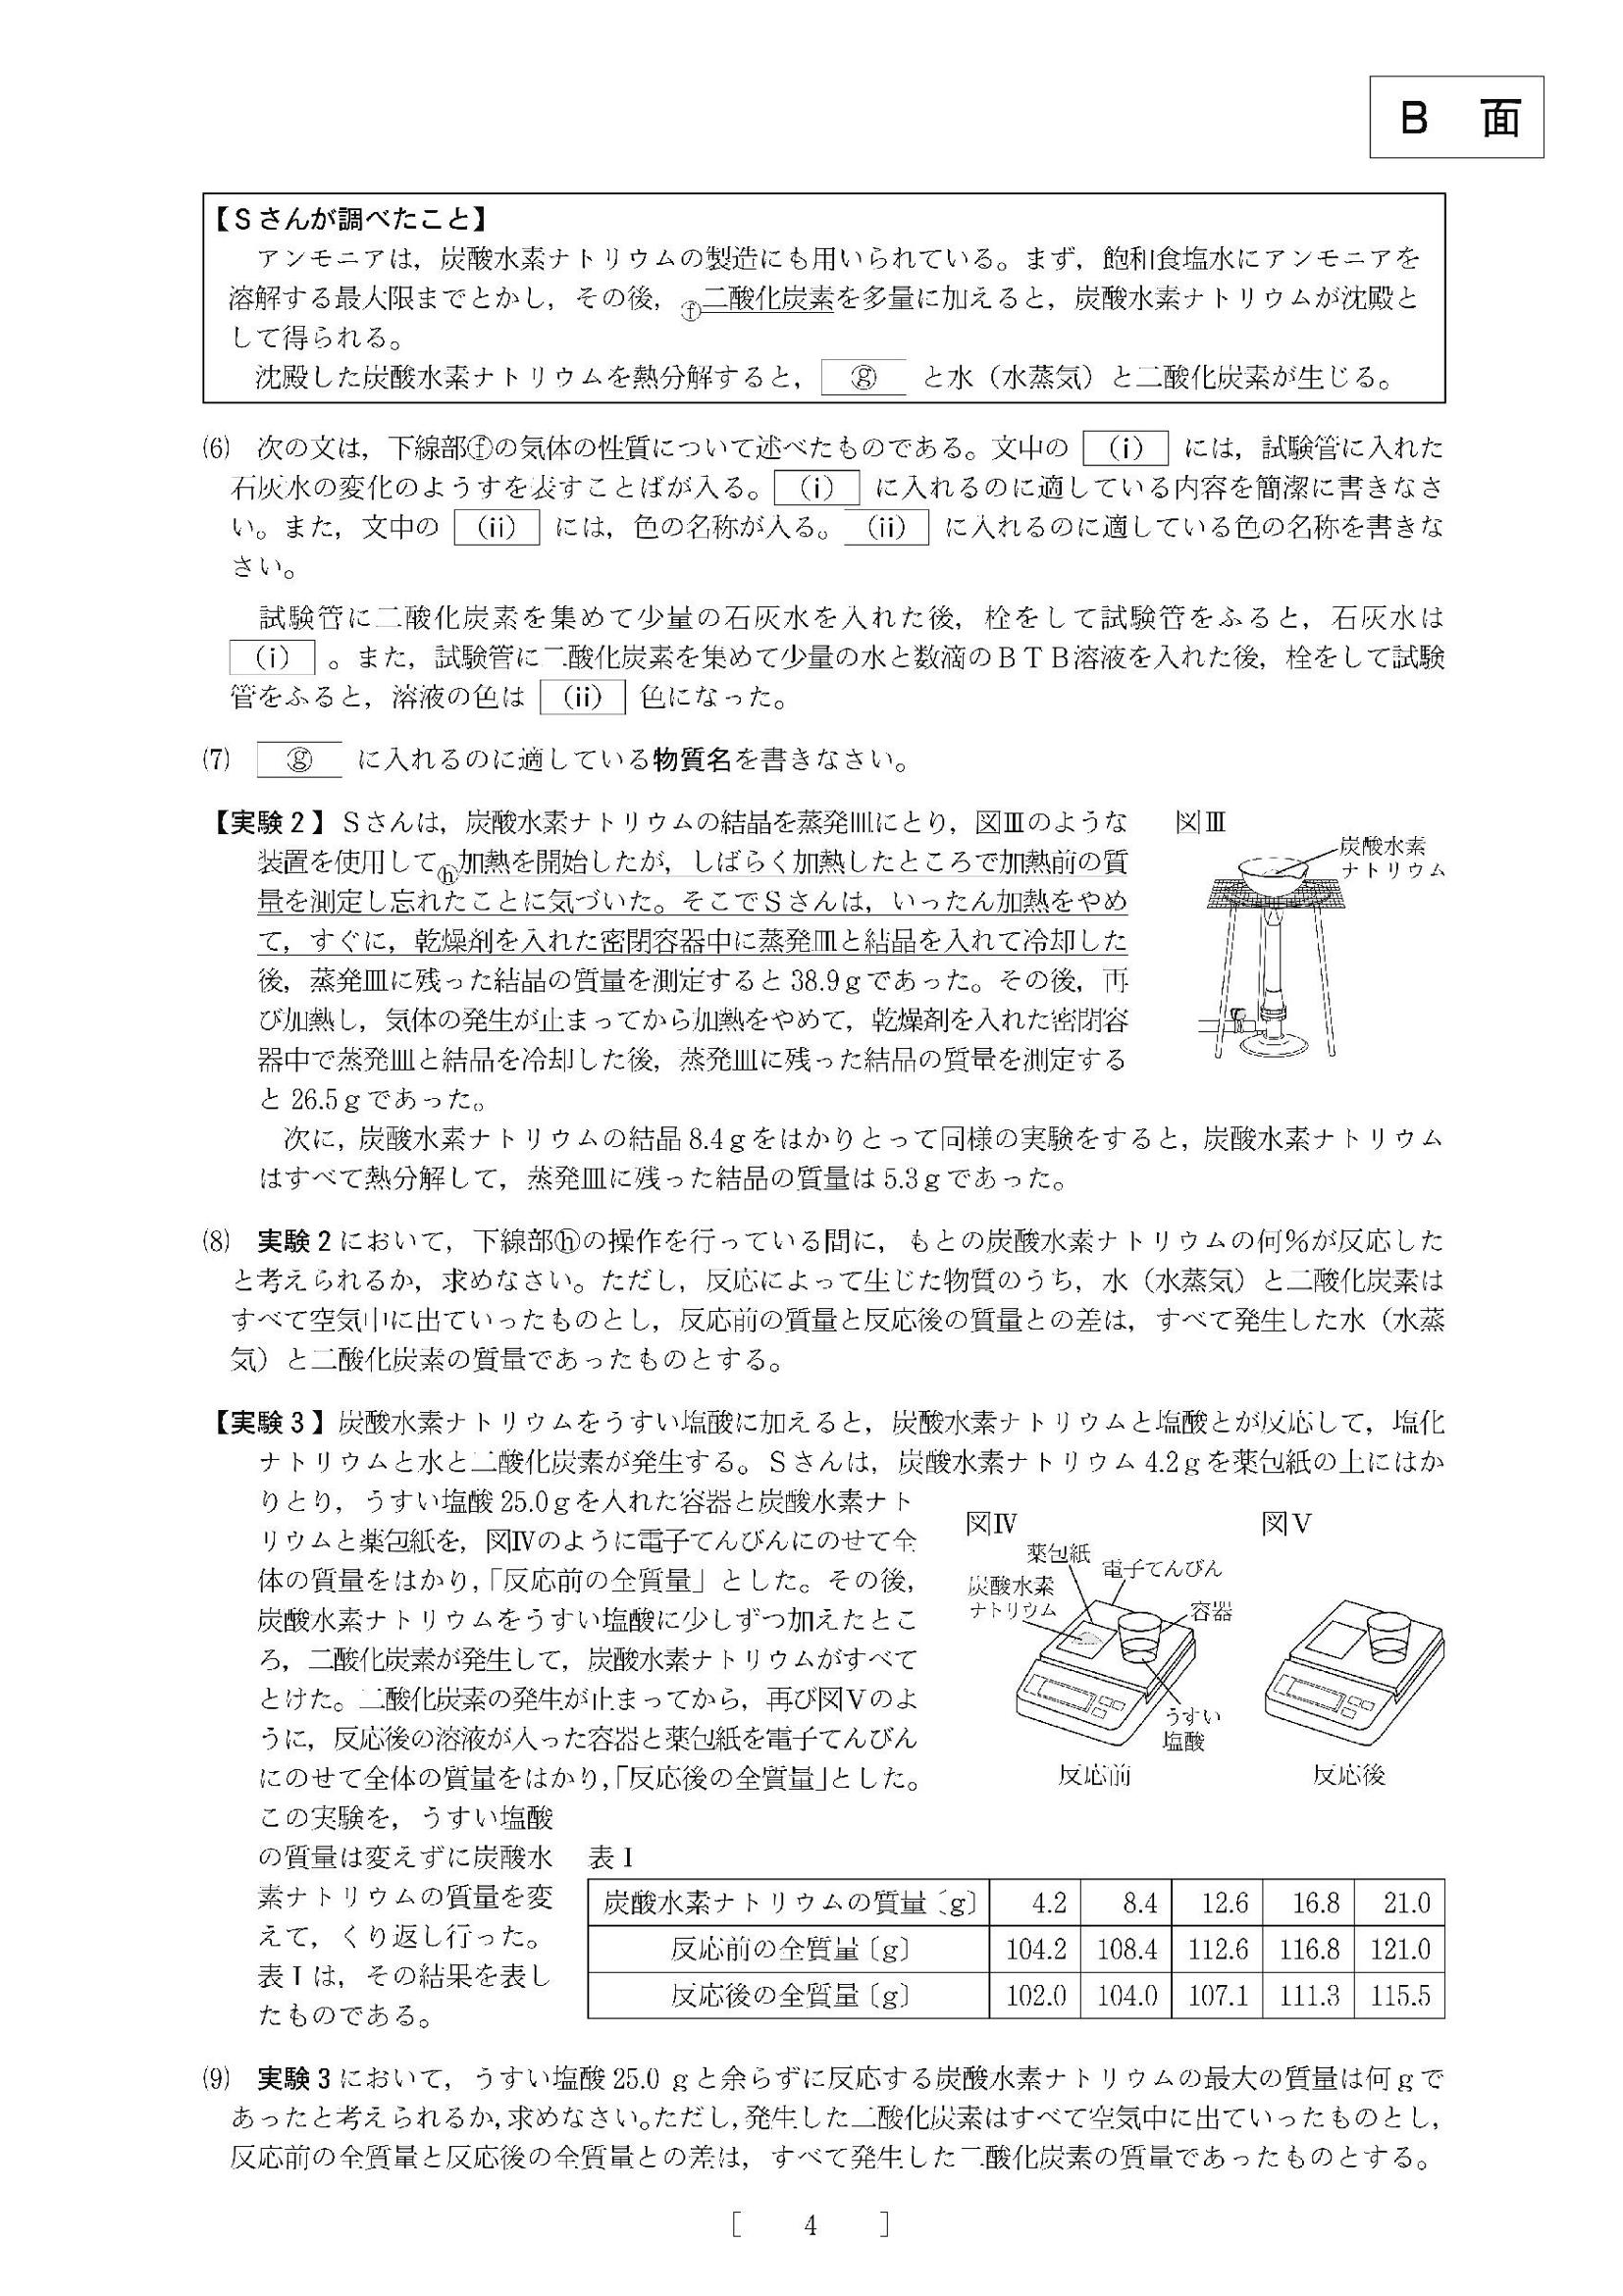 B 面
【Sさんが調べたこと】
アンモニアは，炭酸水素ナトリウムの製造にも用いられている。まず，飽和食塩水にアンモニアを
溶解する最大限までとかし，その後，ⓕ二酸化炭素を多量に加えると，炭酸水素ナトリウムが沈殿と
して得られる。
沈殿した炭酸水素ナトリウムを熱分解すると， ⓖ と水（水蒸気）と二酸化炭素が生じる。
(6) 次の文は，下線部ⓕの気体の性質について述べたものである。文中の (i) には，試験管に入れた
石灰水の変化のようすを表すことばが入る。 (i) に入れるのに適している内容を簡潔に書きなさ
い。また，文中の (ii) には，色の名称が入る。 (ii) に入れるのに適している色の名称を書きな
さい。
試験管に二酸化炭素を集めて少量の石灰水を入れた後，栓をして試験管をふると，石灰水は
(i) 。また，試験管に二酸化炭素を集めて少量の水と数滴のＢＴＢ溶液を入れた後，栓をして試験
管をふると，溶液の色は (ii) 色になった。
(7) ⓖ に入れるのに適している物質名を書きなさい。
【実験2】Sさんは，炭酸水素ナトリウムの結晶を蒸発皿にとり，図Ⅲのような
装置を使用してⓗ加熱を開始したが，しばらく加熱したところで加熱前の質
量を測定し忘れたことに気づいた。そこでSさんは，いったん加熱をやめ
て，すぐに，乾燥剤を入れた密閉容器中に蒸発皿と結晶を入れて冷却した
後，蒸発皿に残った結晶の質量を測定すると38.9gであった。その後，再
び加熱し，気体の発生が止まってから加熱をやめて，乾燥剤を入れた密閉容
器中で蒸発皿と結晶を冷却した後，蒸発皿に残った結晶の質量を測定する
と26.5gであった。
図Ⅲ
炭酸水素
ナトリウム
次に，炭酸水素ナトリウムの結晶8.4gをはかりとって同様の実験をすると，炭酸水素ナトリウム
はすべて熱分解して，蒸発皿に残った結晶の質量は5.3gであった。
(8) 実験2において，下線部ⓗの操作を行っている間に，もとの炭酸水素ナトリウムの何％が反応した
と考えられるか，求めなさい。ただし，反応によって生じた物質のうち，水（水蒸気）と二酸化炭素は
すべて空気中に出ていったものとし，反応前の質量と反応後の質量との差は，すべて発生した水（水蒸
気）と二酸化炭素の質量であったものとする。
【実験3】炭酸水素ナトリウムをうすい塩酸に加えると，炭酸水素ナトリウムと塩酸とが反応して，塩化
ナトリウムと水と二酸化炭素が発生する。Sさんは，炭酸水素ナトリウム4.2gを薬包紙の上にはか
りとり，うすい塩酸25.0gを入れた容器と炭酸水素ナト
リウムと薬包紙を，図Ⅳのように電子てんびんにのせて全
体の質量をはかり，「反応前の全質量」とした。その後，
炭酸水素ナトリウムをうすい塩酸に少しずつ加えたとこ
ろ，二酸化炭素が発生して，炭酸水素ナトリウムがすべて
とけた。二酸化炭素の発生が止まってから，再び図Ⅴのよ
うに，反応後の溶液が入った容器と薬包紙を電子てんびん
にのせて全体の質量をはかり，「反応後の全質量」とした。
この実験を，うすい塩酸
の質量は変えずに炭酸水
素ナトリウムの質量を変
えて，くり返し行った。
表Ⅰは，その結果を表し
たものである。
図Ⅳ
薬包紙
電子てんびん
炭酸水素
ナトリウム
容器
うすい
塩酸
反応前
図Ⅴ
反応後
表Ⅰ
炭酸水素ナトリウムの質量〔g〕 4.2 8.4 12.6 16.8 21.0
反応前の全質量〔g〕 104.2 108.4 112.6 116.8 121.0
反応後の全質量〔g〕 102.0 104.0 107.1 111.3 115.5
(9) 実験3において，うすい塩酸25.0 gと余らずに反応する炭酸水素ナトリウムの最大の質量は何gで
あったと考えられるか，求めなさい。ただし，発生した二酸化炭素はすべて空気中に出ていったものとし，
反応前の全質量と反応後の全質量との差は，すべて発生した二酸化炭素の質量であったものとする。
［ 4 ］